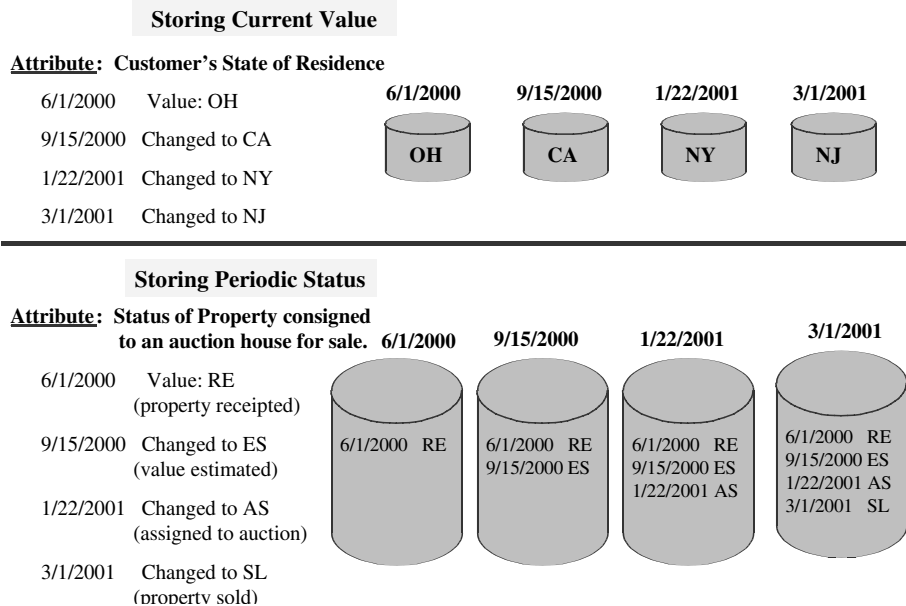 Storing Current Value
Attribute: Customer's State of Residence
6/1/2000 Value: OH
9/15/2000 Changed to CA
1/22/2001 Changed to NY
3/1/2001 Changed to NJ
6/1/2000 9/15/2000 1/22/2001 3/1/2001
OH CA NY NJ
Storing Periodic Status
Attribute: Status of Property consigned
to an auction house for sale.
6/1/2000 Value: RE
(property receipted)
9/15/2000 Changed to ES
(value estimated)
1/22/2001 Changed to AS
(assigned to auction)
3/1/2001 Changed to SL
(property sold)
6/1/2000
6/1/2000 RE
9/15/2000
6/1/2000 RE
9/15/2000 ES
1/22/2001
6/1/2000 RE
9/15/2000 ES
1/22/2001 AS
3/1/2001
6/1/2000 RE
9/15/2000 ES
1/22/2001 AS
3/1/2001 SL